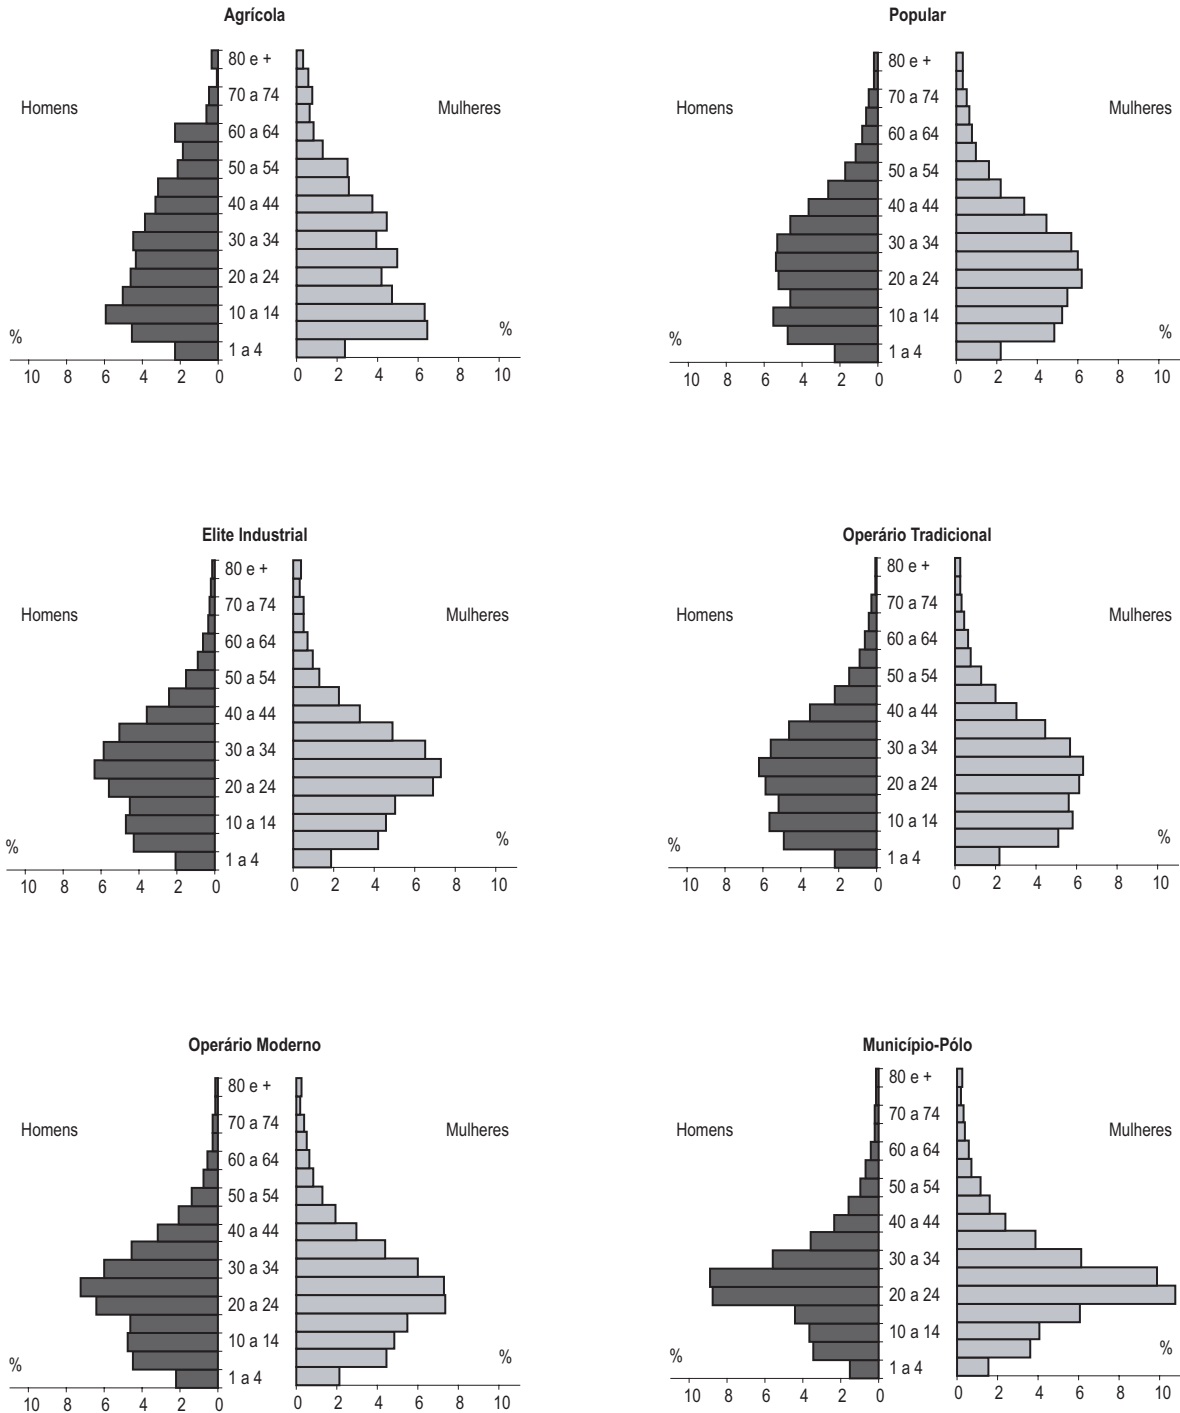 Agrícola
80 e +
Homens
70 a 74
Mulheres
60 a 64
50 a 54
40 a 44
30 a 34
20 a 24
10 a 14
%
%
1 a 4
10 8 6 4 2 0
0 2 4 6 8 10
Popular
80 e +
Homens
70 a 74
Mulheres
60 a 64
50 a 54
40 a 44
30 a 34
20 a 24
10 a 14
%
%
1 a 4
10 8 6 4 2 0
0 2 4 6 8 10
Elite Industrial
80 e +
Homens
70 a 74
Mulheres
60 a 64
50 a 54
40 a 44
30 a 34
20 a 24
10 a 14
%
%
1 a 4
10 8 6 4 2 0
0 2 4 6 8 10
Operário Tradicional
80 e +
Homens
70 a 74
Mulheres
60 a 64
50 a 54
40 a 44
30 a 34
20 a 24
10 a 14
%
%
1 a 4
10 8 6 4 2 0
0 2 4 6 8 10
Operário Moderno
80 e +
Homens
70 a 74
Mulheres
60 a 64
50 a 54
40 a 44
30 a 34
20 a 24
10 a 14
%
%
1 a 4
10 8 6 4 2 0
0 2 4 6 8 10
Município-Pólo
80 e +
Homens
70 a 74
Mulheres
60 a 64
50 a 54
40 a 44
30 a 34
20 a 24
10 a 14
%
%
1 a 4
10 8 6 4 2 0
0 2 4 6 8 10